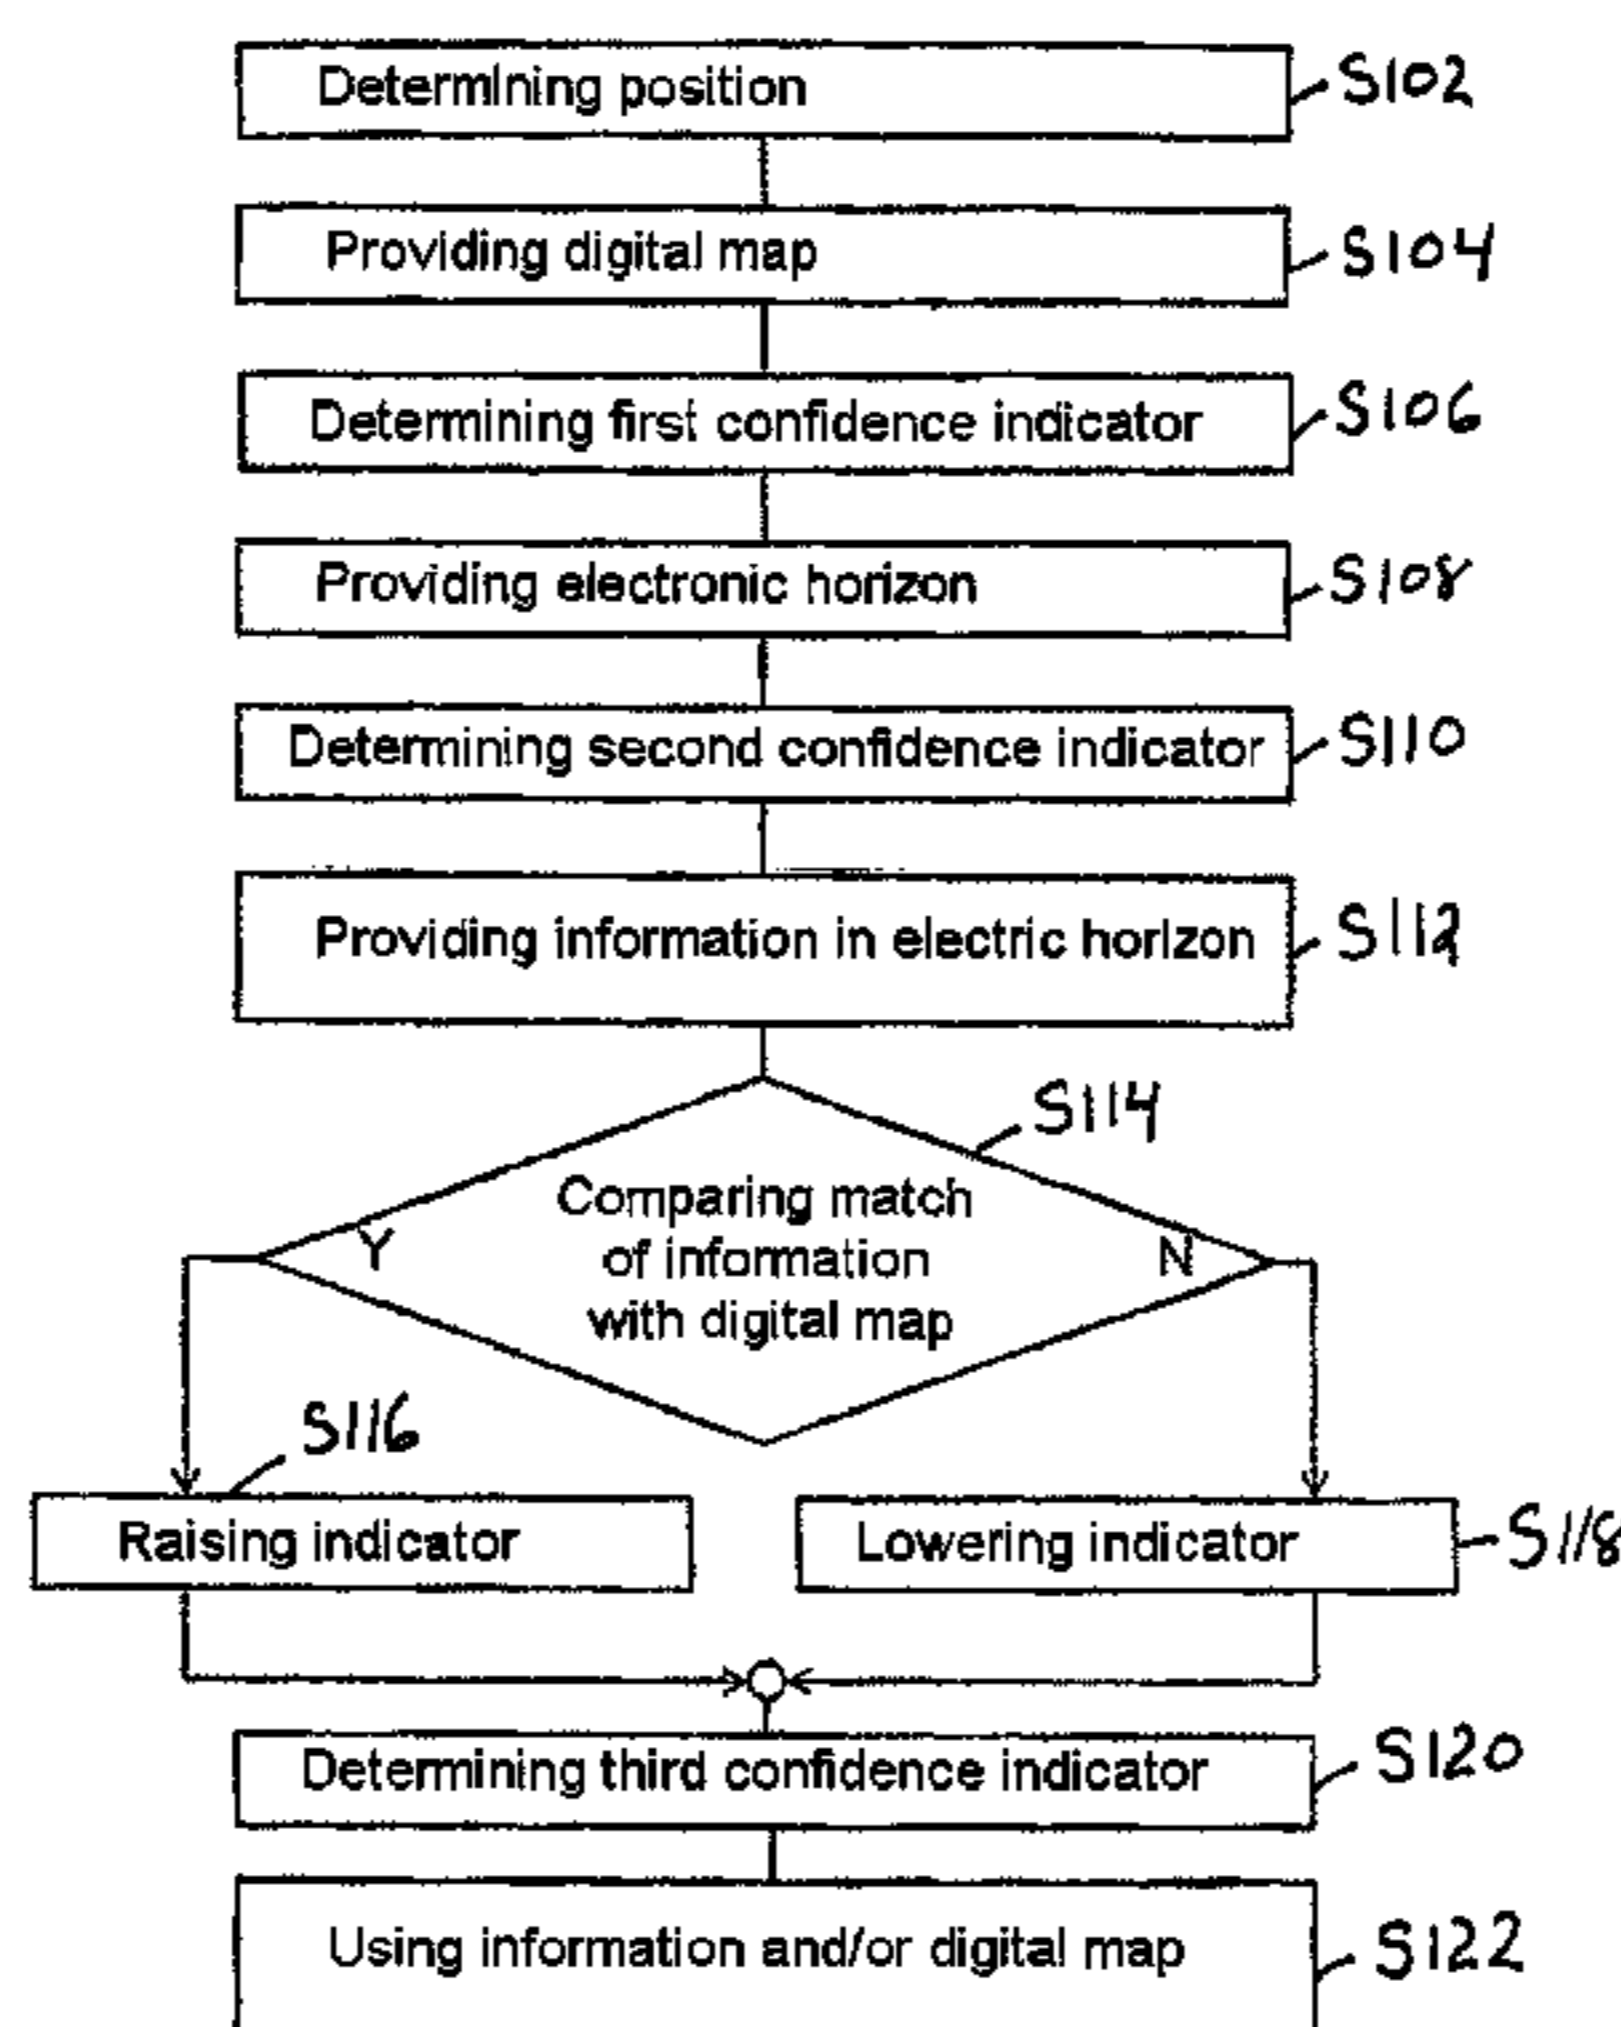 Determining position S102
Providing digital map S104
Determining first confidence indicator S106
Providing electronic horizon S108
Determining second confidence indicator S110
Providing information in electric horizon S112
S114
Comparing match
Y of information N
with digital map
S116
Raising indicator
Lowering indicator S118
Determining third confidence indicator S120
Using information and/or digital map S122